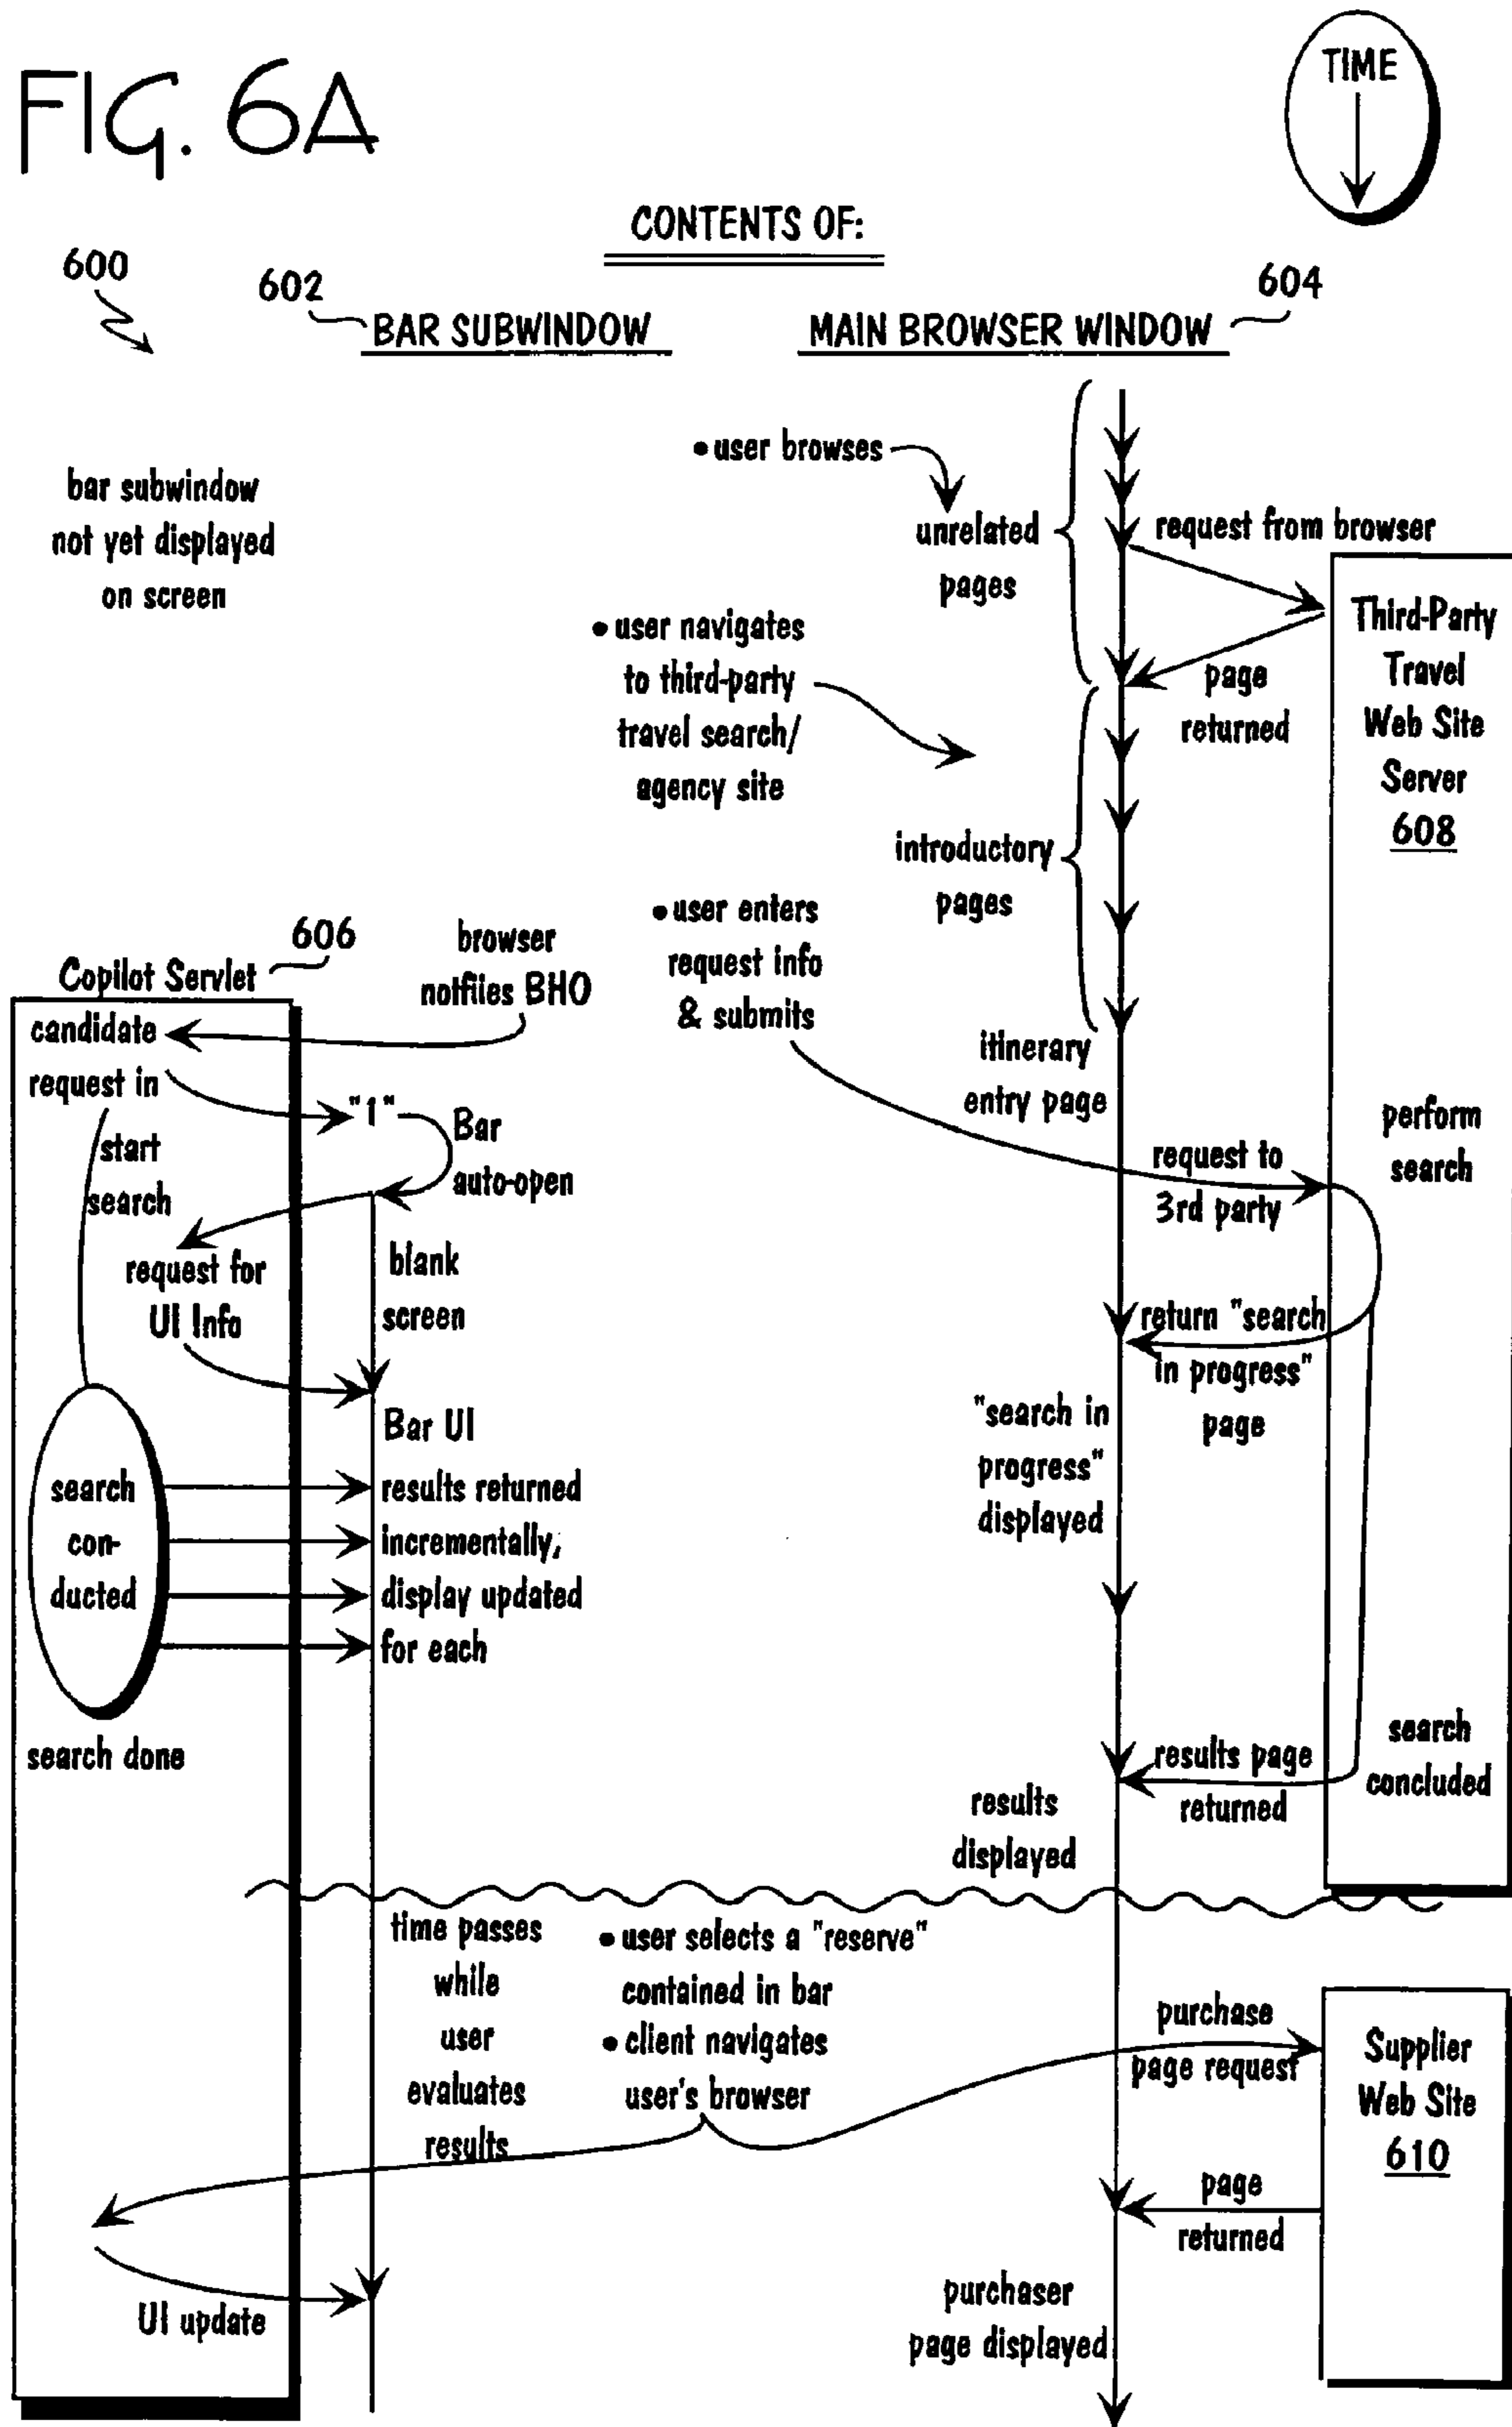 FIG. 6A
TIME
CONTENTS OF:
600
602
BAR SUBWINDOW
MAIN BROWSER WINDOW
604
bar subwindow
not yet displayed
on screen
• user browses
unrelated
pages
request from browser
page
returned
Third-Party
Travel
Web Site
Server
608
• user navigates
to third-party
travel search/
agency site
introductory
pages
• user enters
request info
& submits
itinerary
entry page
606
Copilot Servlet
browser
notfiies BHO
candidate
request in
start
search
"1"
Bar
auto-open
request for
UI Info
blank
screen
request to
3rd party
perform
search
return "search
in progress"
page
"search in
progress"
displayed
Bar UI
search
con-
ducted
results returned
incrementally,
display updated
for each
search done
results page
returned
search
concluded
results
displayed
time passes
while
user
evaluates
results
• user selects a "reserve"
contained in bar
• client navigates
user's browser
purchase
page request
Supplier
Web Site
610
page
returned
UI update
purchaser
page displayed